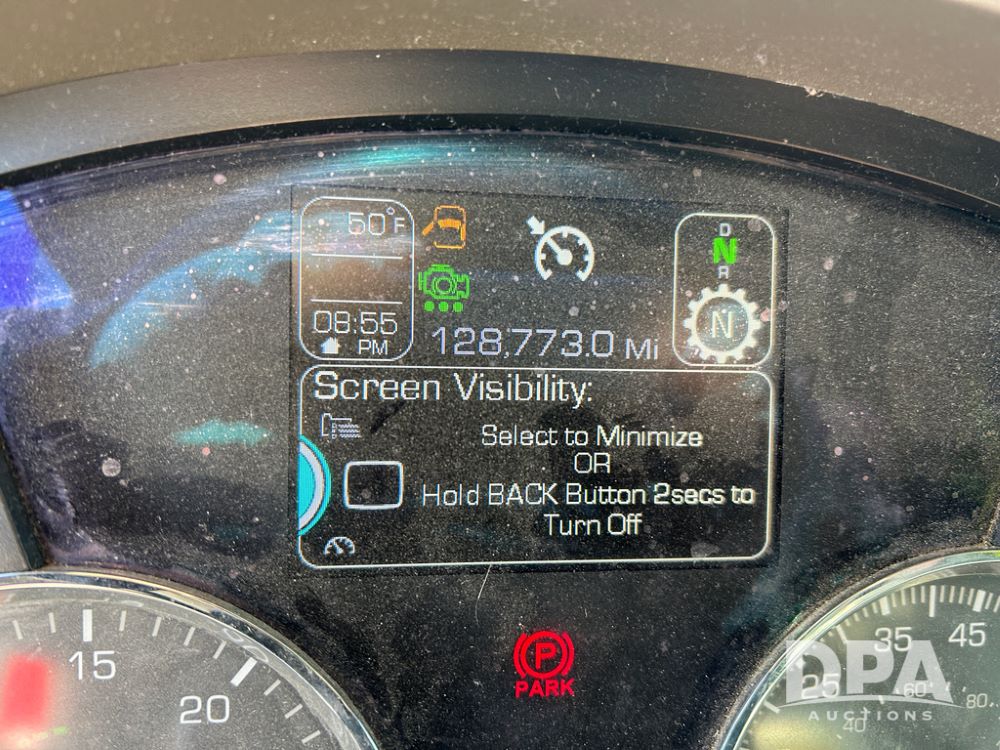 50°F
08:55
PM
128,773.0 Mi
D
N
R
N
Screen Visibility:
Select to Minimize
OR
Hold BACK Button 2secs to
Turn Off
P
PARK
15
20
25
35
45
40
60
80
DPA
AUCTIONS